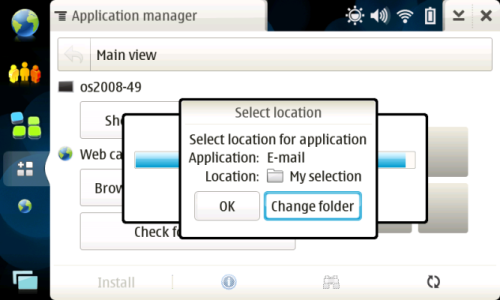 Application manager
Main view
os2008-49
Sho
Select location
Select location for application
Application: E-mail
Location: My selection
Web ca
Brow
OK
Change folder
Check f
Install